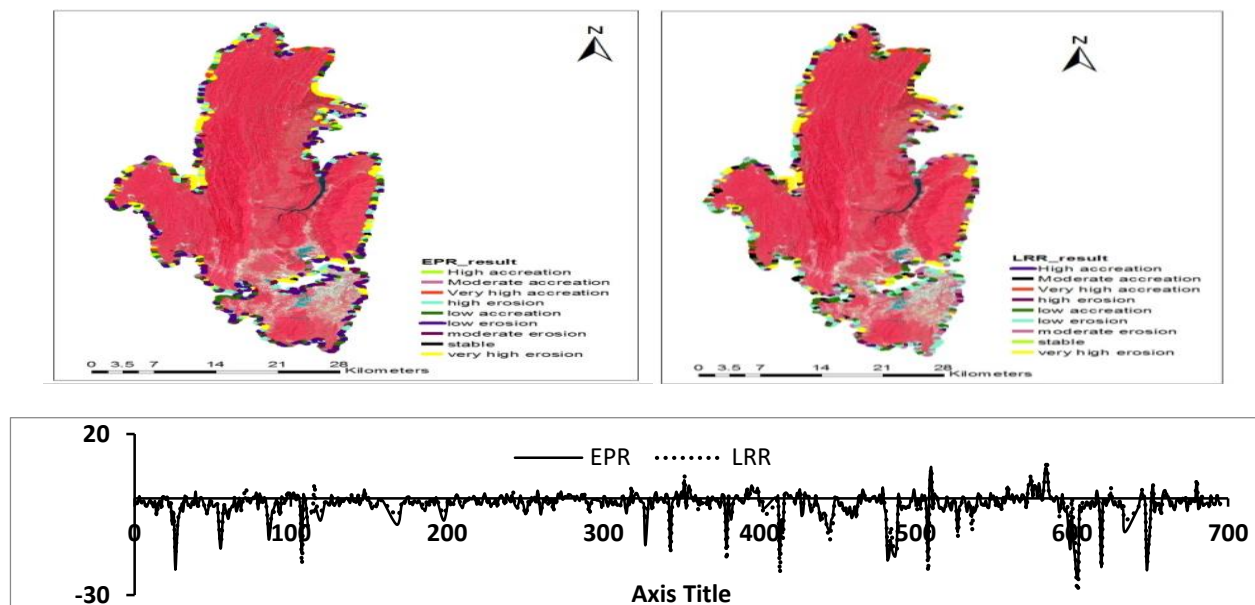 N
EPR_result
High accreation
Moderate accreation
Very high accreation
high erosion
low accreation
low erosion
moderate erosion
stable
very high erosion
0 3.5 7 14 21 28
Kilometers
N
LRR_result
High accreation
Moderate accreation
Very high accreation
high erosion
low accreation
low erosion
moderate erosion
stable
very high erosion
0 3.5 7 14 21 28
Kilometers
20
EPR LRR
0 100 200 300 400 500 600 700
-30
Axis Title